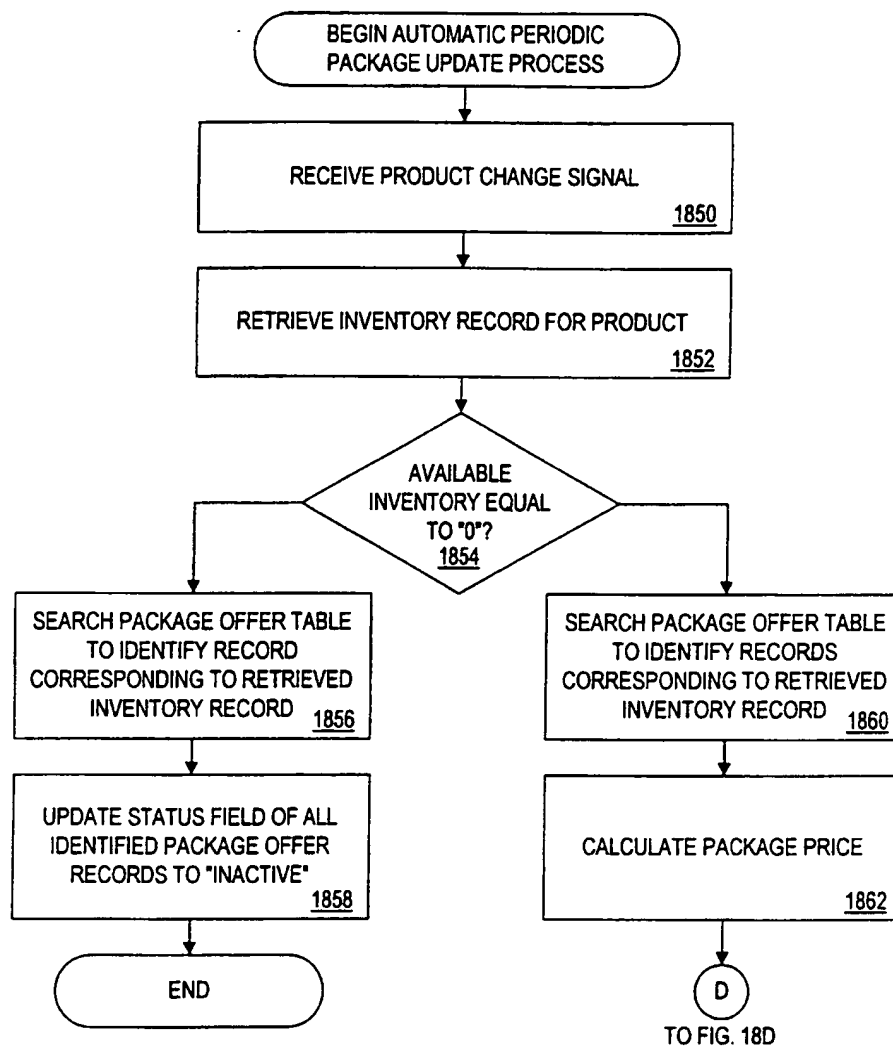 BEGIN AUTOMATIC PERIODIC
PACKAGE UPDATE PROCESS
RECEIVE PRODUCT CHANGE SIGNAL
1850
RETRIEVE INVENTORY RECORD FOR PRODUCT
1852
AVAILABLE
INVENTORY EQUAL
TO "0"?
1854
SEARCH PACKAGE OFFER TABLE
TO IDENTIFY RECORD
CORRESPONDING TO RETRIEVED
INVENTORY RECORD
1856
UPDATE STATUS FIELD OF ALL
IDENTIFIED PACKAGE OFFER
RECORDS TO "INACTIVE"
1858
END
SEARCH PACKAGE OFFER TABLE
TO IDENTIFY RECORDS
CORRESPONDING TO RETRIEVED
INVENTORY RECORD
1860
CALCULATE PACKAGE PRICE
1862
D
TO FIG. 18D